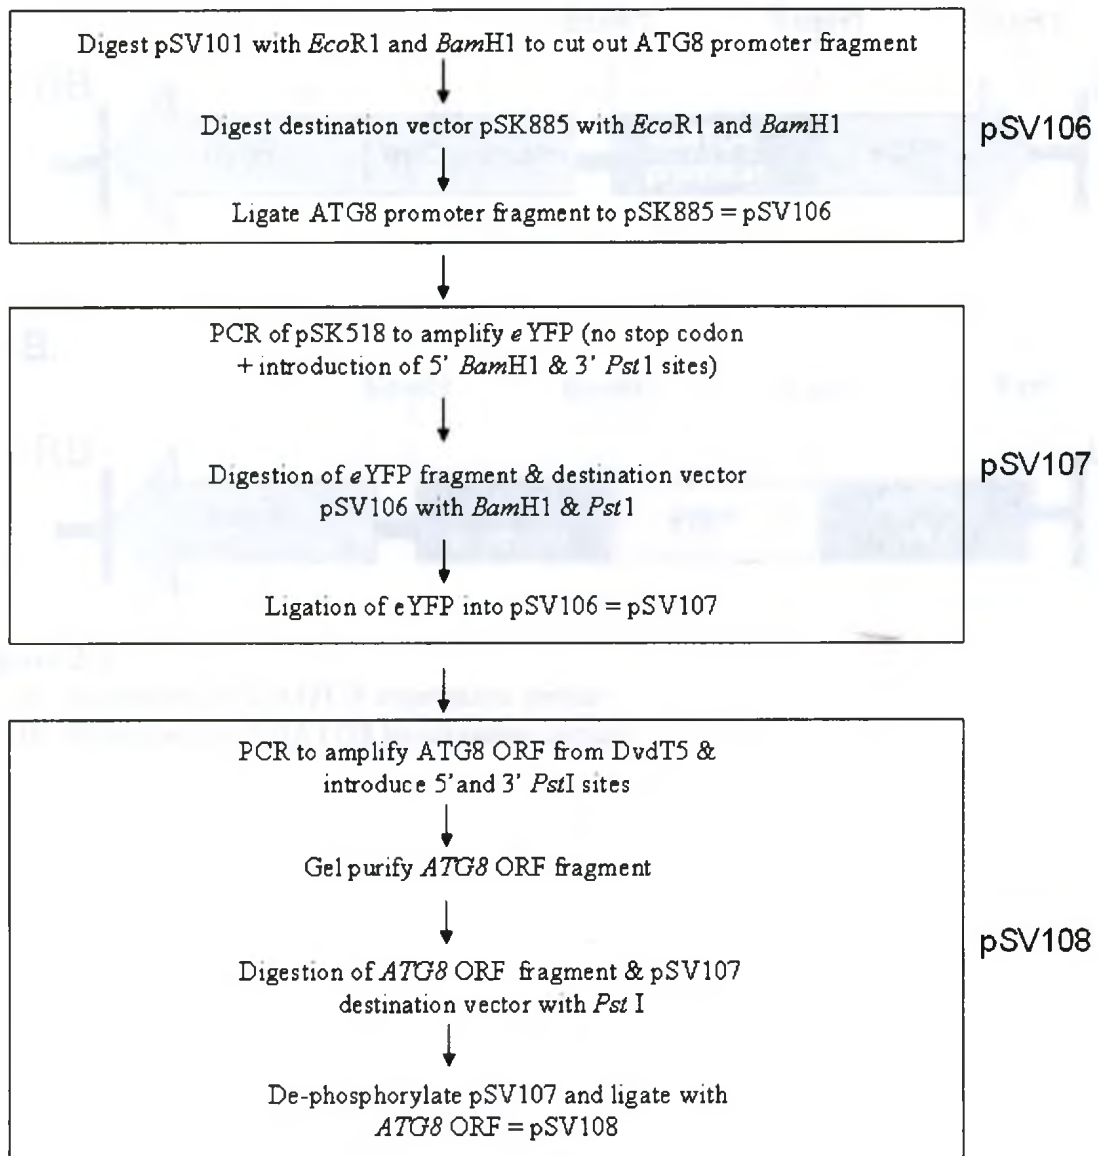 Digest pSV101 with EcoR1 and BamH1 to cut out ATG8 promoter fragment
Digest destination vector pSK885 with EcoR1 and BamH1
Ligate ATG8 promoter fragment to pSK885 = pSV106
pSV106
PCR of pSK518 to amplify eYFP (no stop codon
+ introduction of 5' BamH1 & 3' Pst1 sites)
Digestion of eYFP fragment & destination vector
pSV106 with BamH1 & Pst1
Ligation of eYFP into pSV106 = pSV107
pSV107
PCR to amplify ATG8 ORF from DvdT5 &
introduce 5' and 3' PstI sites
Gel purify ATG8 ORF fragment
Digestion of ATG8 ORF fragment & pSV107
destination vector with Pst I
De-phosphorylate pSV107 and ligate with
ATG8 ORF = pSV108
pSV108
B.